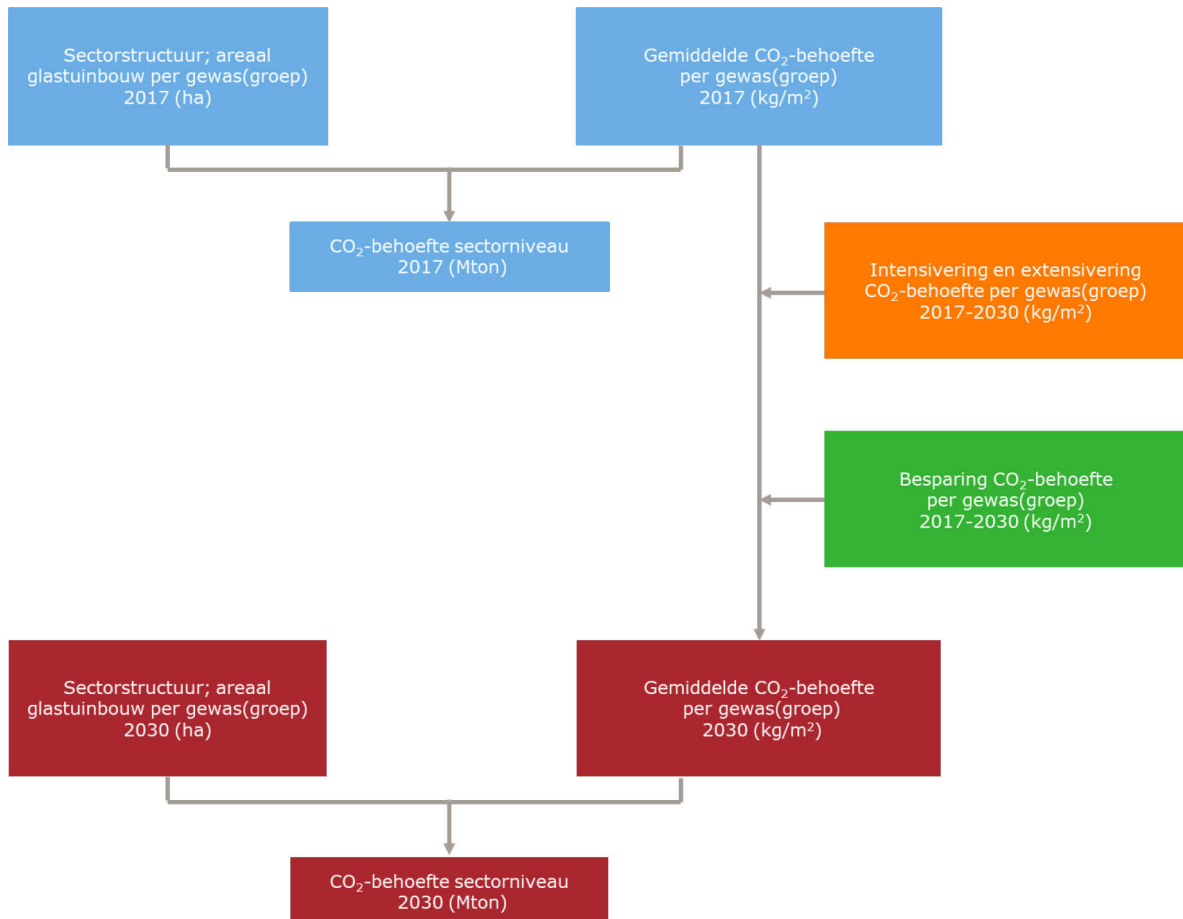 Sectorstructuur; areaal
glastuinbouw per gewas(groep)
2017 (ha)
Gemiddelde CO₂-behoefte
per gewas(groep)
2017 (kg/m²)
CO₂-behoefte sectorniveau
2017 (Mton)
Intensivering en extensivering
CO₂-behoefte per gewas(groep)
2017-2030 (kg/m²)
Besparing CO₂-behoefte
per gewas(groep)
2017-2030 (kg/m²)
Sectorstructuur; areaal
glastuinbouw per gewas(groep)
2030 (ha)
Gemiddelde CO₂-behoefte
per gewas(groep)
2030 (kg/m²)
CO₂-behoefte sectorniveau
2030 (Mton)